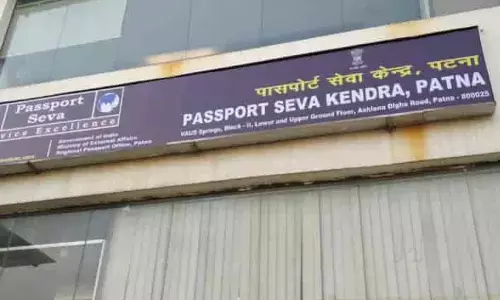 Passport
Seva
vice Excellence
Government of India
Ministry of External Affairs
Regional Passport Office, Patna
पासपोर्ट सेवा केन्द्र, पटना
PASSPORT SEVA KENDRA, PATNA
VAUS Springs, Block - II, Lower and Upper Ground Floor, Ashiana Digha Road, Patna - 800025